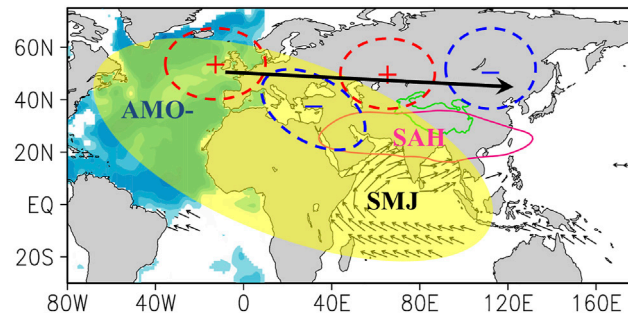 60N
40N
20N
EQ
20S
80W
40W
0
40E
80E
120E
160E
+
+
−
−
AMO-
SAH
SMJ